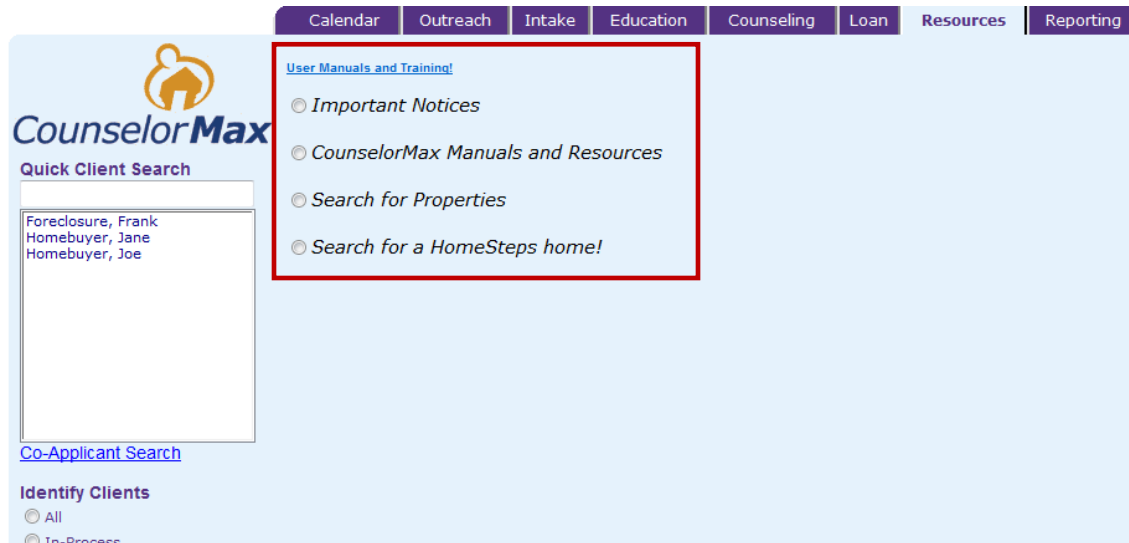 Calendar Outreach Intake Education Counseling Loan Resources Reporting
CounselorMax
Quick Client Search
Foreclosure, Frank
Homebuyer, Jane
Homebuyer, Joe
Co-Applicant Search
Identify Clients
All
In-Process
User Manuals and Training!
Important Notices
CounselorMax Manuals and Resources
Search for Properties
Search for a HomeSteps home!